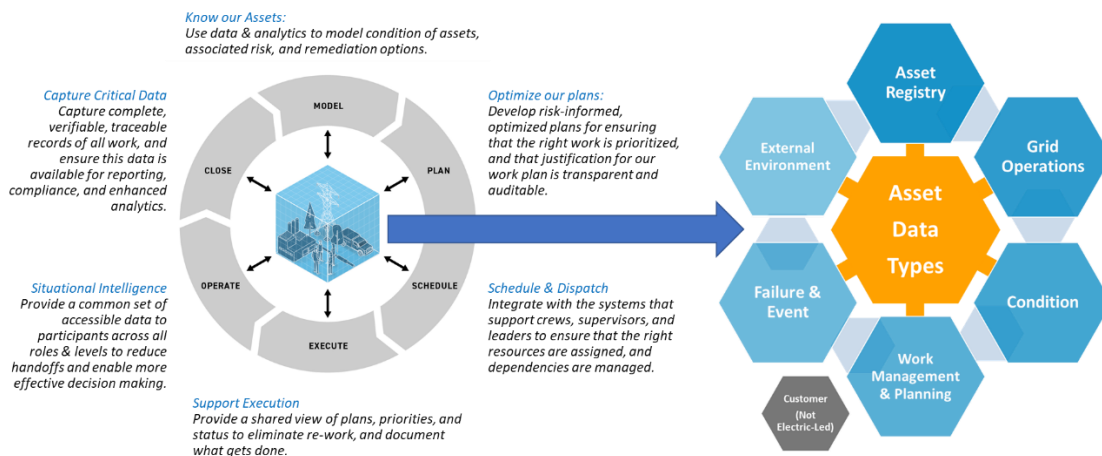 Know our Assets:
Use data & analytics to model condition of assets,
associated risk, and remediation options.
Capture Critical Data
Capture complete,
verifiable, traceable
records of all work, and
ensure this data is
available for reporting,
compliance, and enhanced
analytics.
MODEL
CLOSE
PLAN
OPERATE
SCHEDULE
EXECUTE
Optimize our plans:
Develop risk-informed,
optimized plans for ensuring
that the right work is prioritized,
and that justification for our
work plan is transparent and
auditable.
Situational Intelligence
Provide a common set of
accessible data to
participants across all
roles & levels to reduce
handoffs and enable more
effective decision making.
Schedule & Dispatch
Integrate with the systems that
support crews, supervisors, and
leaders to ensure that the right
resources are assigned, and
dependencies are managed.
Support Execution
Provide a shared view of plans, priorities, and
status to eliminate re-work, and document
what gets done.
Asset
Registry
External
Environment
Grid
Operations
Asset
Data
Types
Failure &
Event
Condition
Work
Management
& Planning
Customer
(Not
Electric-Led)